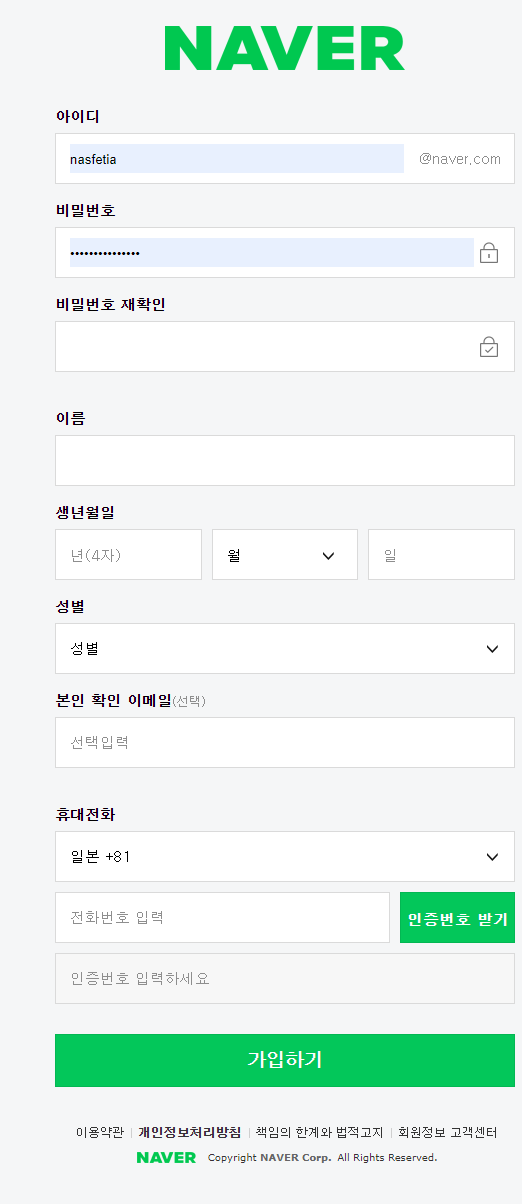 NAVER
아이디
nasfetia @naver.com
비밀번호
•••••••••••••••
비밀번호 재확인
이름
생년월일
년(4자) 월 일
성별
성별
본인 확인 이메일(선택)
선택입력
휴대전화
일본 +81
전화번호 입력 인증번호 받기
인증번호 입력하세요
가입하기
이용약관 개인정보처리방침 책임의 한계와 법적고지 회원정보 고객센터
NAVER Copyright NAVER Corp. All Rights Reserved.